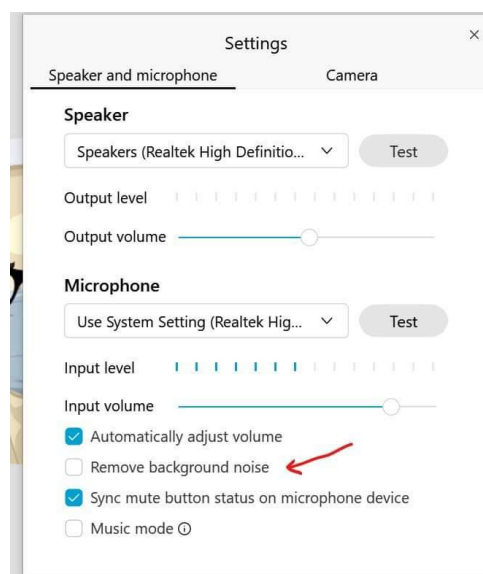 Settings
Speaker and microphone Camera
Speaker
Speakers (Realtek High Definitio... Test
Output level
Output volume
Microphone
Use System Setting (Realtek Hig... Test
Input level
Input volume
Automatically adjust volume
Remove background noise
Sync mute button status on microphone device
Music mode